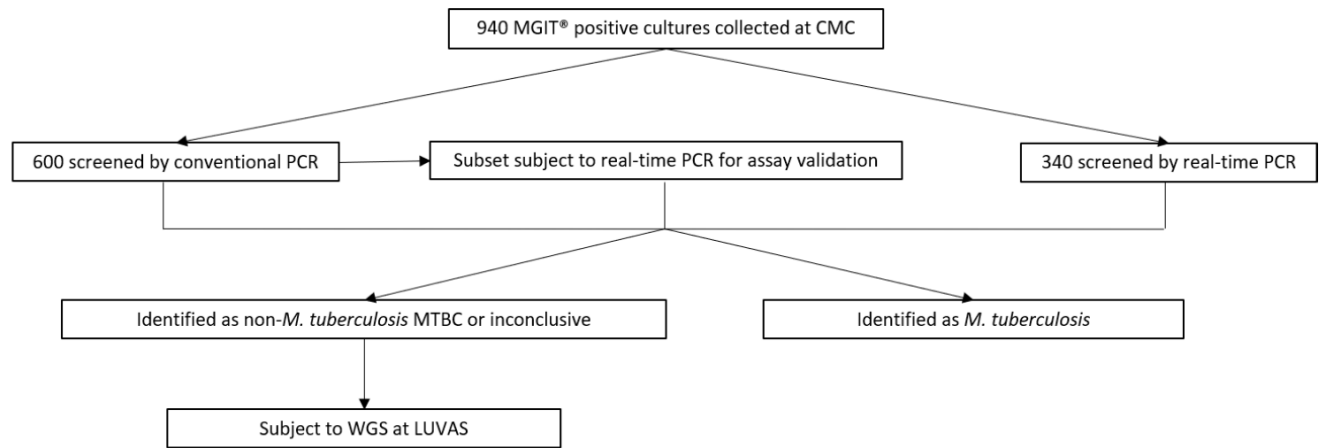 940 MGIT® positive cultures collected at CMC
600 screened by conventional PCR
Subset subject to real-time PCR for assay validation
340 screened by real-time PCR
Identified as non-M. tuberculosis MTBC or inconclusive
Identified as M. tuberculosis
Subject to WGS at LUVAS